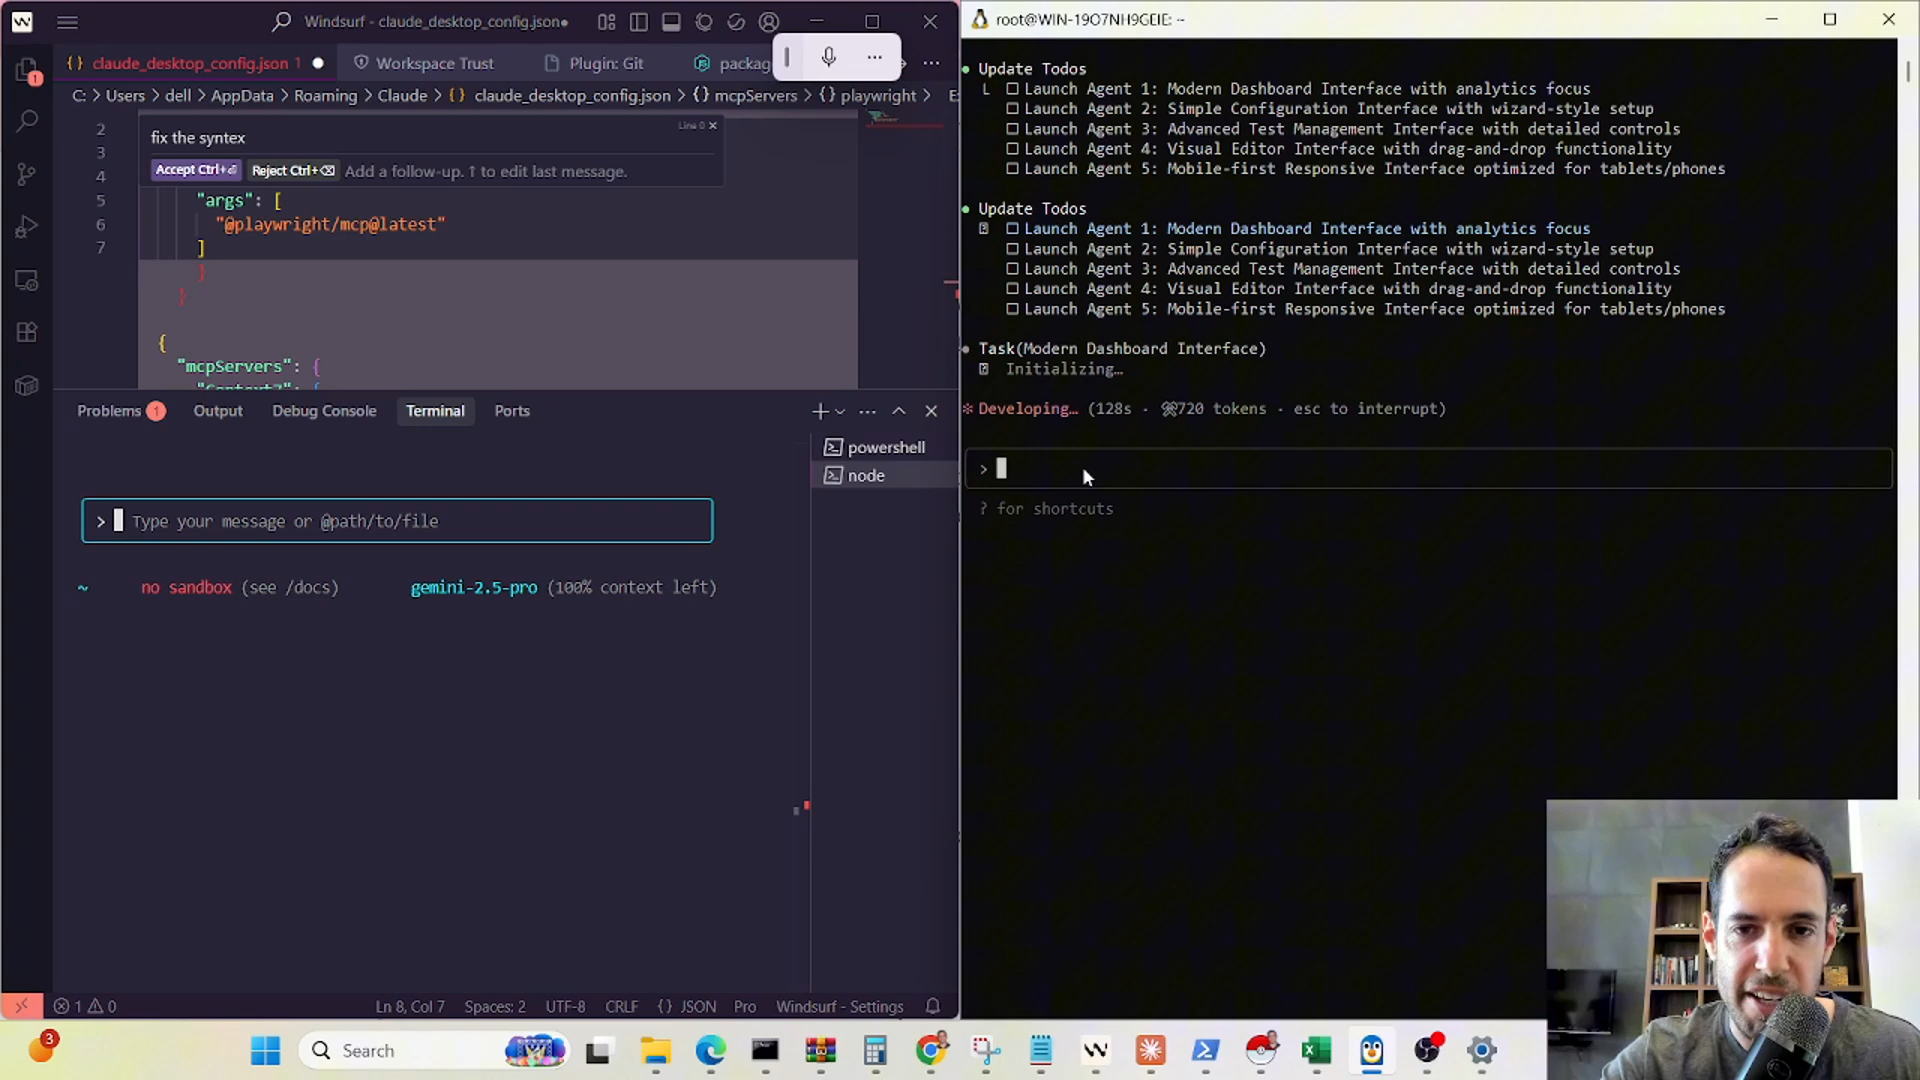 Windsurf - claude_desktop_config.json●
{} claude_desktop_config.json 1 ●
Workspace Trust
Plugin: Git
packag
C: > Users > dell > AppData > Roaming > Claude > {} claude_desktop_config.json > {} mcpServers > {} playwright >
fix the syntex
Line 0 ×
Accept Ctrl+⏎ Reject Ctrl+⌫ Add a follow-up. ↑ to edit last message.
2
3
4
5 "args": [
6 "@playwright/mcp@latest"
7 ]
}
}
{
"mcpServers": {
Problems 1 Output Debug Console Terminal Ports
powershell
node
> Type your message or @path/to/file
~ no sandbox (see /docs) gemini-2.5-pro (100% context left)
1 0 Ln 8, Col 7 Spaces: 2 UTF-8 CRLF {} JSON Pro Windsurf - Settings
root@WIN-19O7NH9GEIE: ~
● Update Todos
L ☐ Launch Agent 1: Modern Dashboard Interface with analytics focus
☐ Launch Agent 2: Simple Configuration Interface with wizard-style setup
☐ Launch Agent 3: Advanced Test Management Interface with detailed controls
☐ Launch Agent 4: Visual Editor Interface with drag-and-drop functionality
☐ Launch Agent 5: Mobile-first Responsive Interface optimized for tablets/phones
● Update Todos
☐ Launch Agent 1: Modern Dashboard Interface with analytics focus
☐ Launch Agent 2: Simple Configuration Interface with wizard-style setup
☐ Launch Agent 3: Advanced Test Management Interface with detailed controls
☐ Launch Agent 4: Visual Editor Interface with drag-and-drop functionality
☐ Launch Agent 5: Mobile-first Responsive Interface optimized for tablets/phones
● Task(Modern Dashboard Interface)
Initializing…
* Developing… (128s · 720 tokens · esc to interrupt)
>
? for shortcuts
3
Search